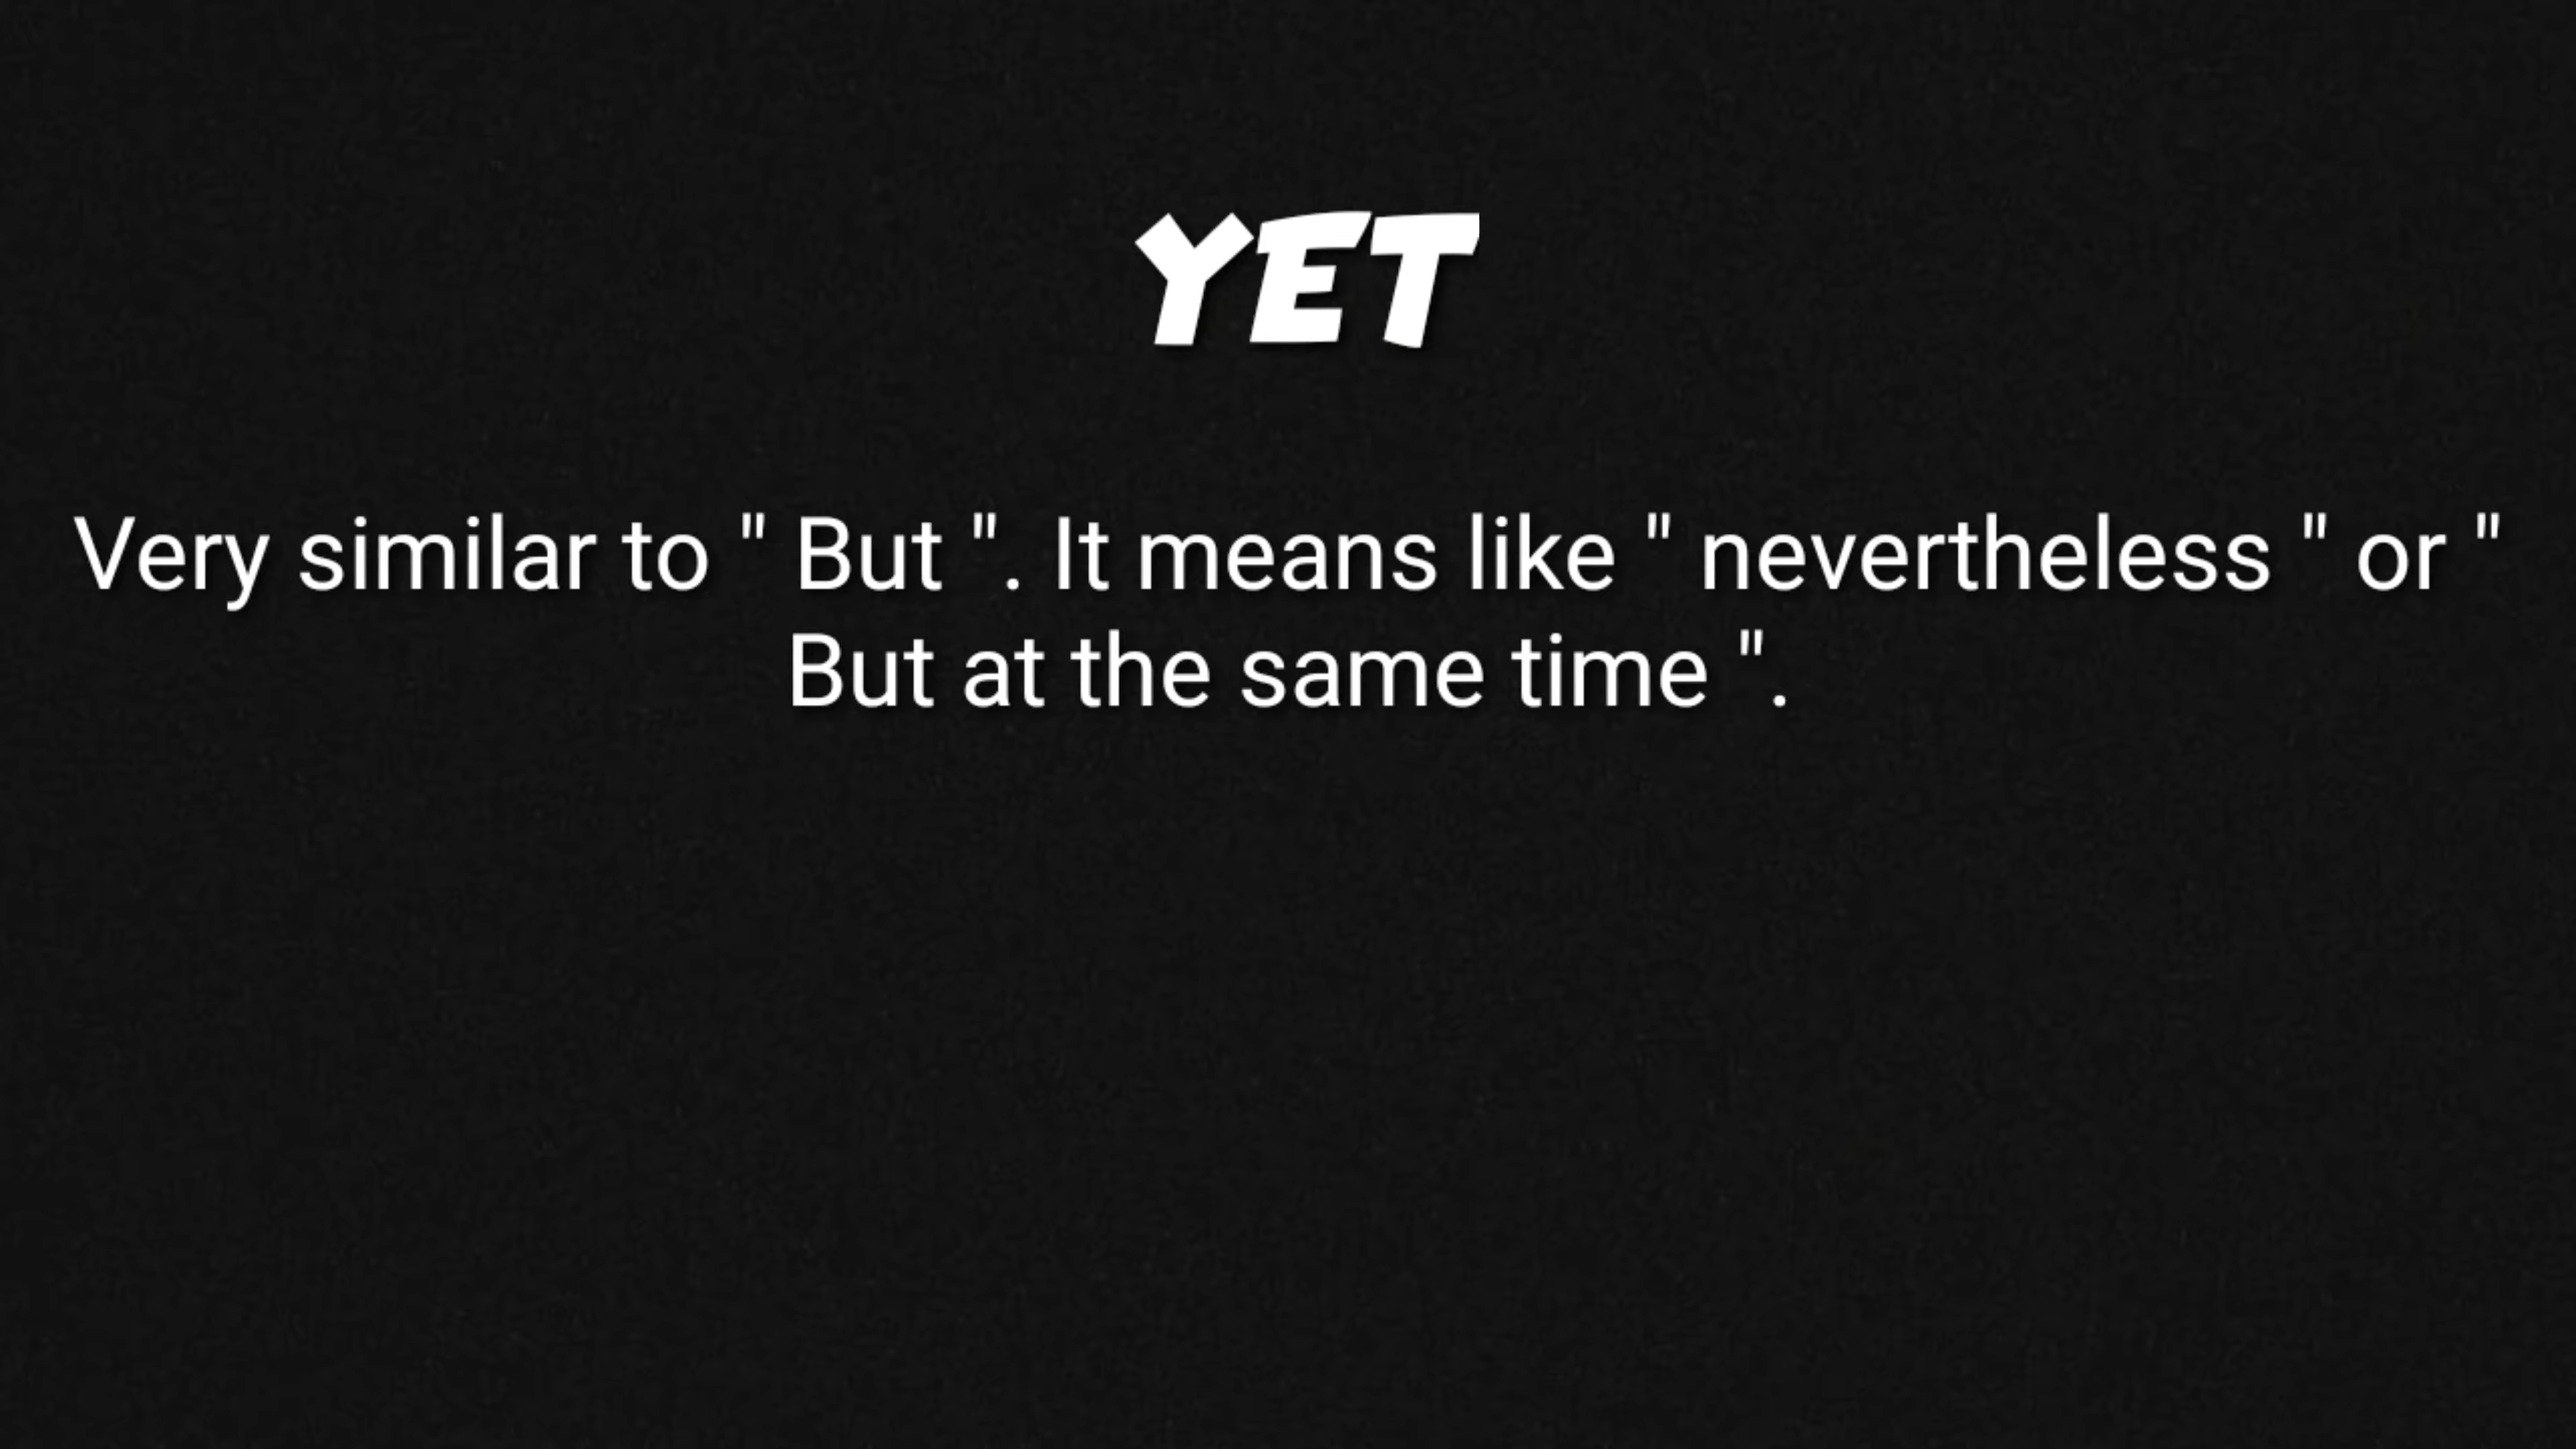 YET
Very similar to " But ". It means like " nevertheless " or "
But at the same time ".